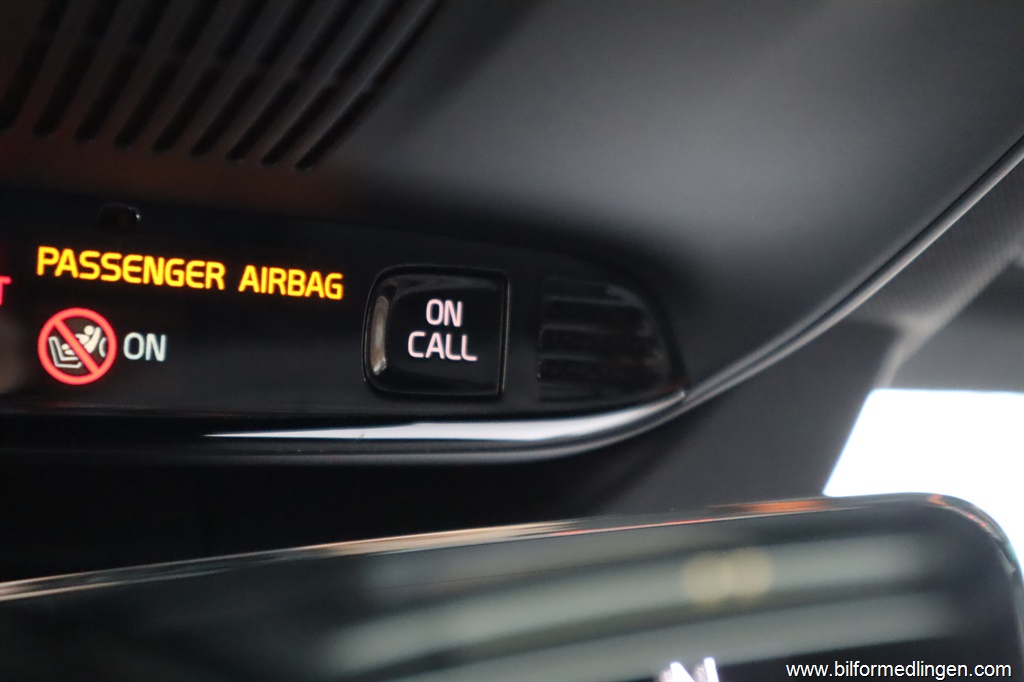 PASSENGER AIRBAG
ON
ON
CALL
www.bilformedlingen.com